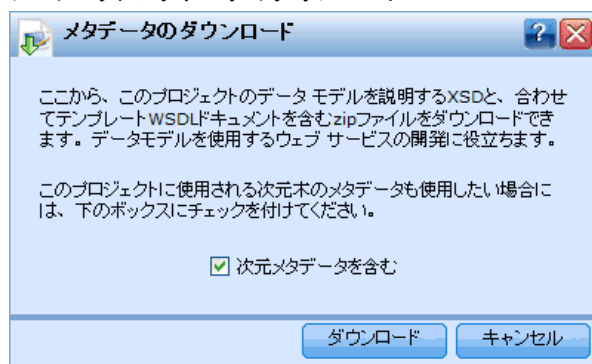 メタデータのダウンロード
ここから、このプロジェクトのデータ モデルを説明するXSDと、合わせ
てテンプレートWSDLドキュメントを含むzipファイルをダウンロードでき
ます。データモデルを使用するウェブ サービスの開発に役立ちます。
このプロジェクトに使用される次元木のメタデータも使用したい場合に
は、下のボックスにチェックを付けてください。
次元メタデータを含む
ダウンロード
キャンセル